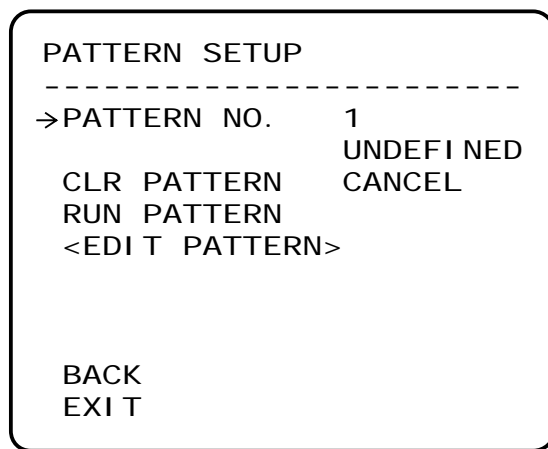 PATTERN SETUP
------------------------
→PATTERN NO. 1
UNDEFINED
CLR PATTERN CANCEL
RUN PATTERN
<EDIT PATTERN>
BACK
EXIT